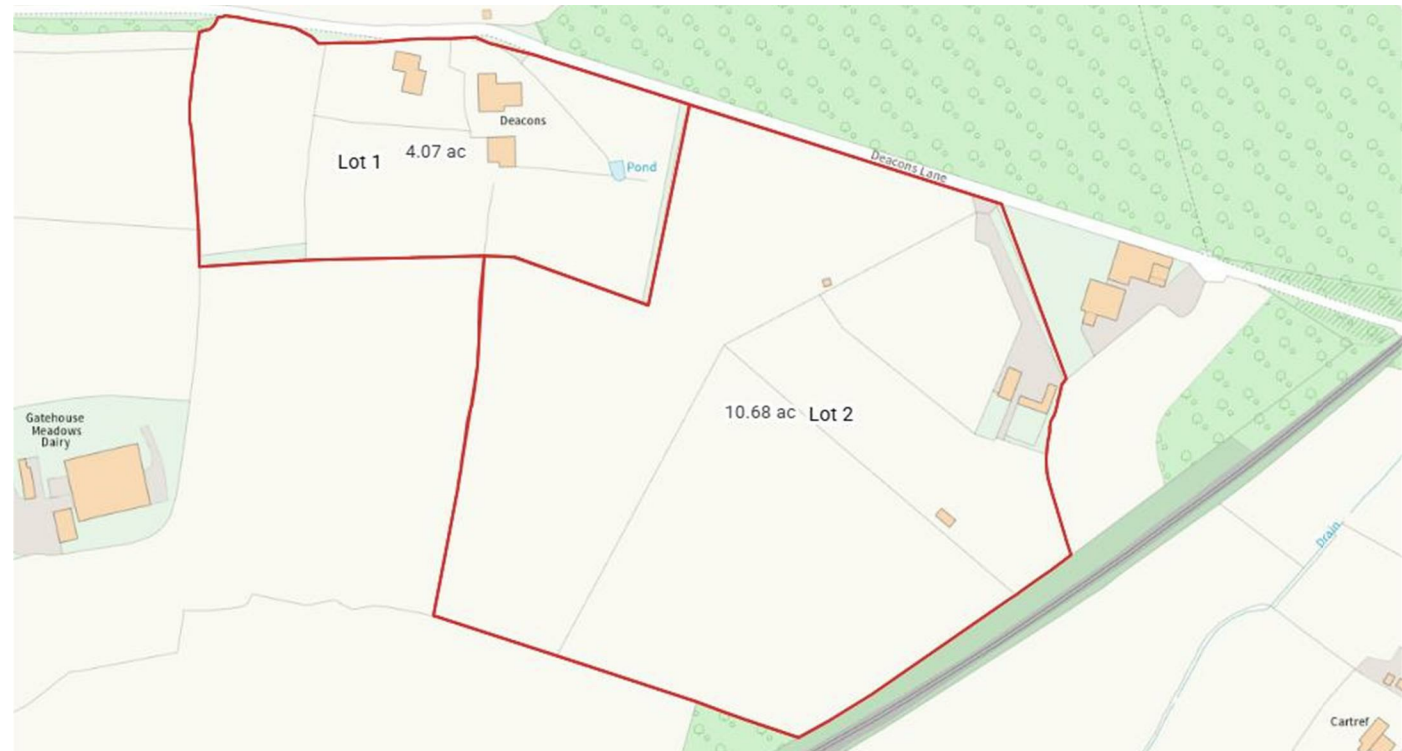 Deacons
Lot 1
4.07 ac
Pond
Deacons Lane
10.68 ac
Lot 2
Gatehouse
Meadows
Dairy
Drain
Cartref